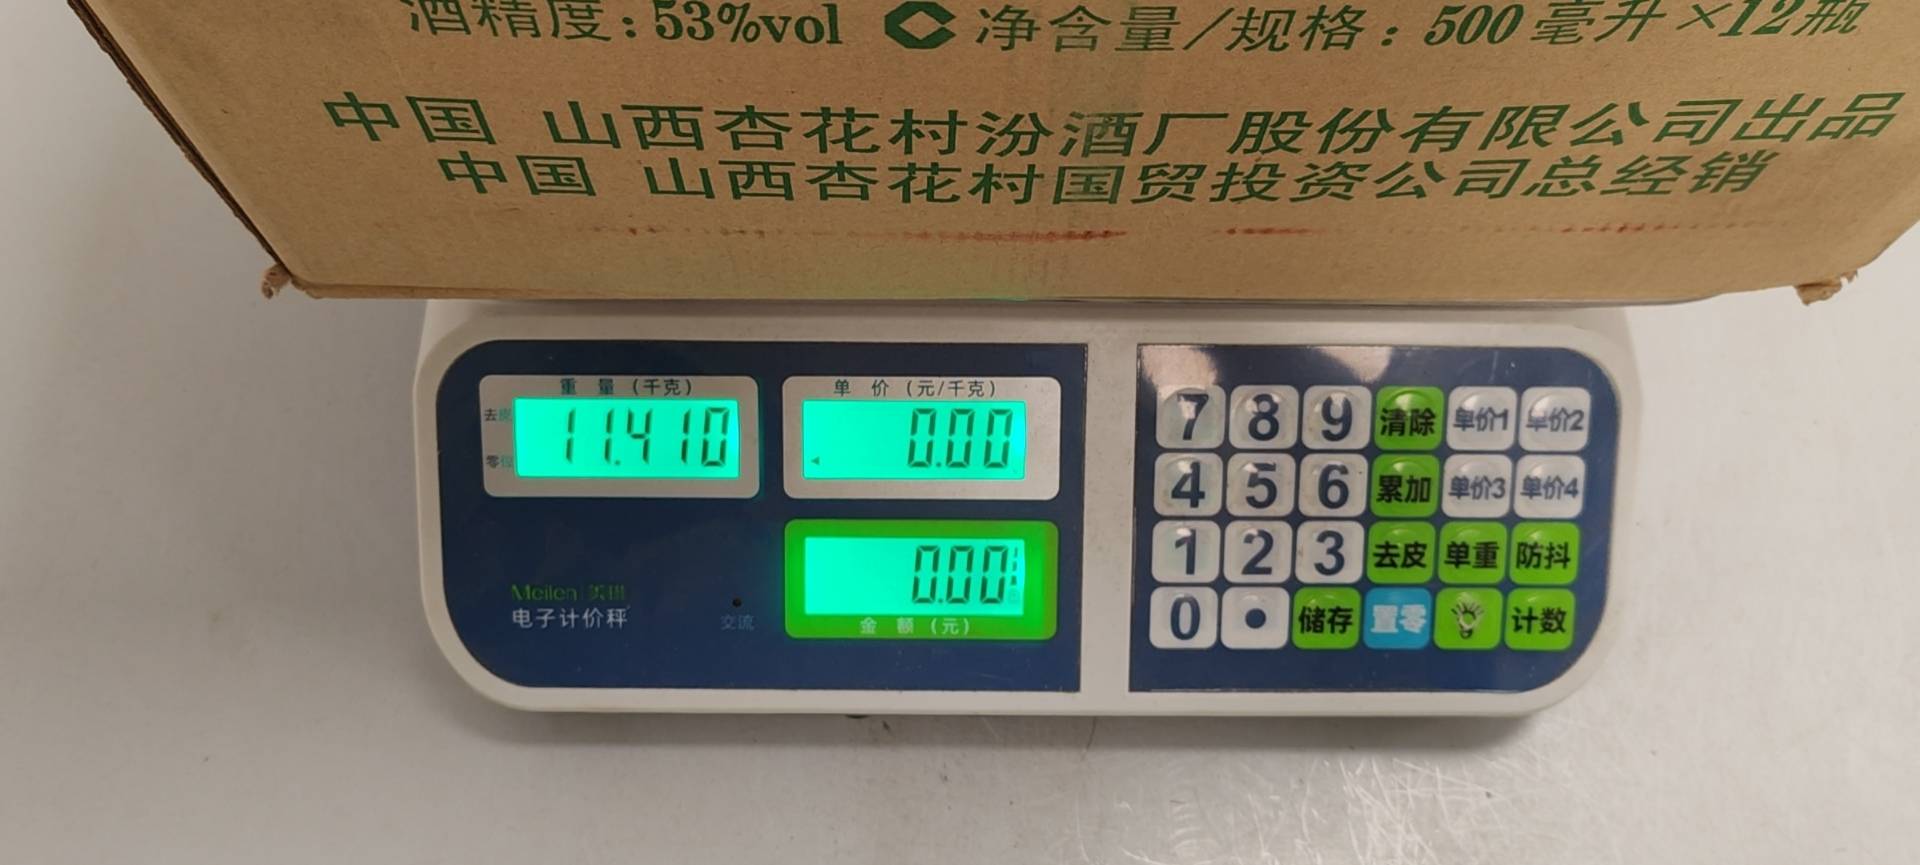 酒精度:53%vol 净含量/规格:500毫升×12瓶
中国 山西杏花村汾酒厂股份有限公司出品
中国 山西杏花村国贸投资公司总经销
重量(千克)
去皮
11.410
零位
单价(元/千克)
0.00
0.00
金额(元)
Meilen
电子计价秤
交流
7 8 9 清除 单价1 单价2
4 5 6 累加 单价3 单价4
1 2 3 去皮 单重 防抖
0 • 储存 置零 计数